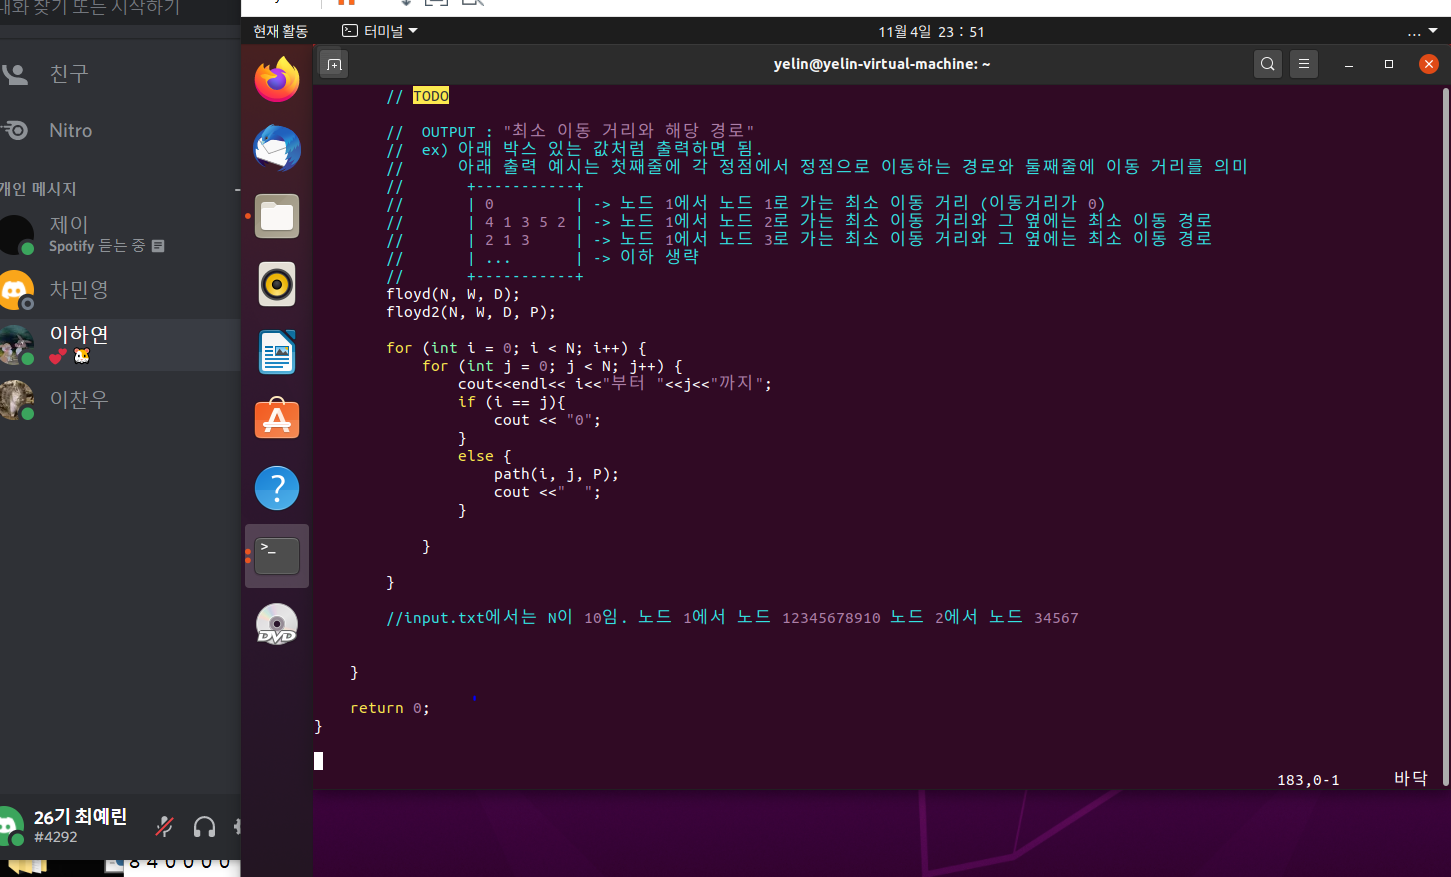 대화 찾기 또는 시작하기
친구
Nitro
개인 메시지
제이
Spotify 듣는 중
차민영
이하연
이찬우
26기 최예린
#4292
8 4 0 0 0 0 0
현재 활동
터미널
11월 4일 23 : 51
yelin@yelin-virtual-machine: ~
// TODO
// OUTPUT : "최소 이동 거리와 해당 경로"
// ex) 아래 박스 있는 값처럼 출력하면 됨.
// 아래 출력 예시는 첫째줄에 각 정점에서 정점으로 이동하는 경로와 둘째줄에 이동 거리를 의미
// +-----------+
// | 0 | -> 노드 1에서 노드 1로 가는 최소 이동 거리 (이동거리가 0)
// | 4 1 3 5 2 | -> 노드 1에서 노드 2로 가는 최소 이동 거리와 그 옆에는 최소 이동 경로
// | 2 1 3 | -> 노드 1에서 노드 3로 가는 최소 이동 거리와 그 옆에는 최소 이동 경로
// | ... | -> 이하 생략
// +-----------+
floyd(N, W, D);
floyd2(N, W, D, P);
for (int i = 0; i < N; i++) {
for (int j = 0; j < N; j++) {
cout<<endl<< i<<"부터 "<<j<<"까지";
if (i == j){
cout << "0";
}
else {
path(i, j, P);
cout <<"  ";
}
}
}
//input.txt에서는 N이 10임. 노드 1에서 노드 12345678910 노드 2에서 노드 34567
}
return 0;
}
183,0-1 바닥
DVD